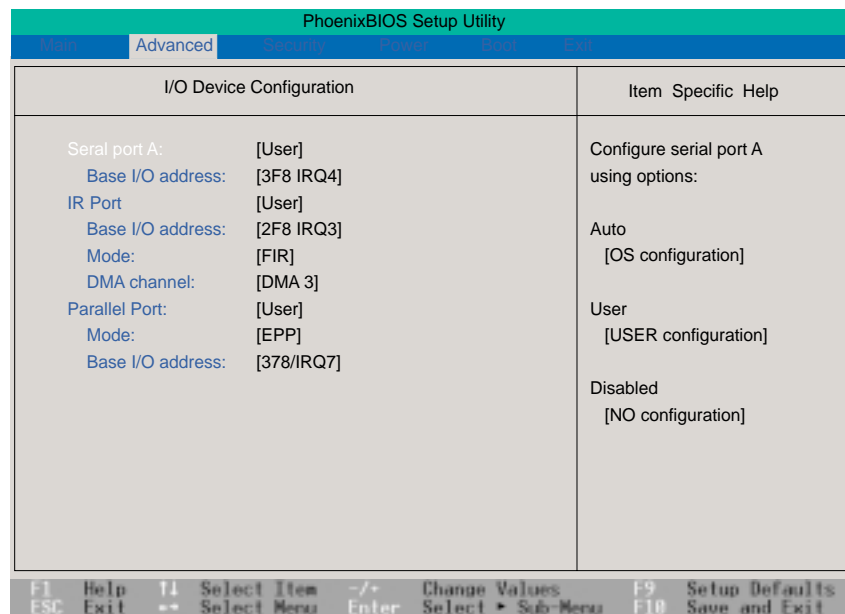 PhoenixBIOS Setup Utility
Main Advanced Security Power Boot Exit
I/O Device Configuration
Item Specific Help
Seral port A: [User]
Base I/O address: [3F8 IRQ4]
IR Port [User]
Base I/O address: [2F8 IRQ3]
Mode: [FIR]
DMA channel: [DMA 3]
Parallel Port: [User]
Mode: [EPP]
Base I/O address: [378/IRQ7]
Configure serial port A
using options:
Auto
[OS configuration]
User
[USER configuration]
Disabled
[NO configuration]
F1 Help ↑↓ Select Item -/+ Change Values F9 Setup Defaults
ESC Exit ←→ Select Menu Enter Select ► Sub-Menu F10 Save and Exit